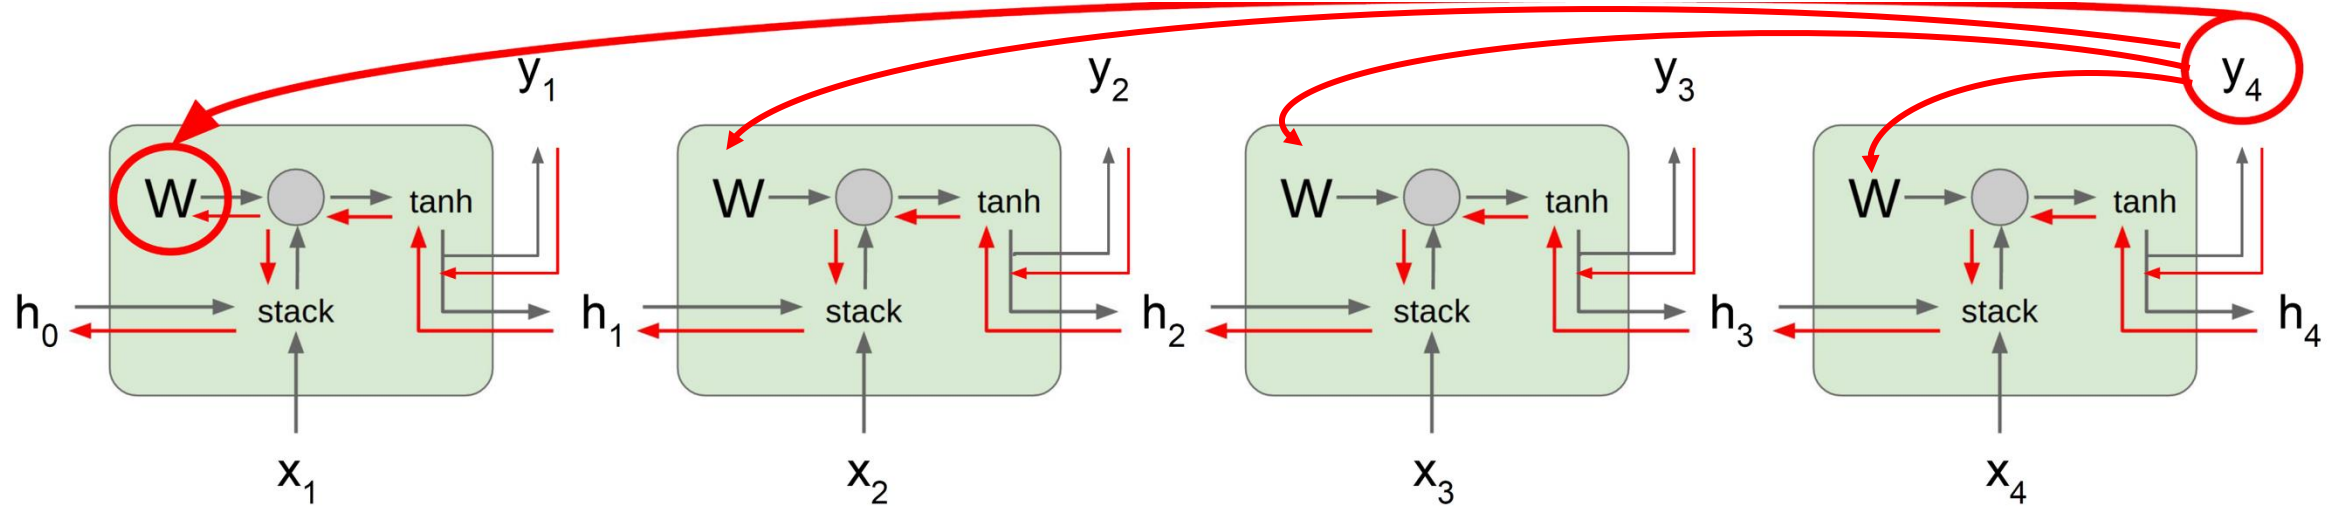 y1 y2 y3 y4
W tanh W tanh W tanh W tanh
h0 stack h1 stack h2 stack h3 stack h4
x1 x2 x3 x4